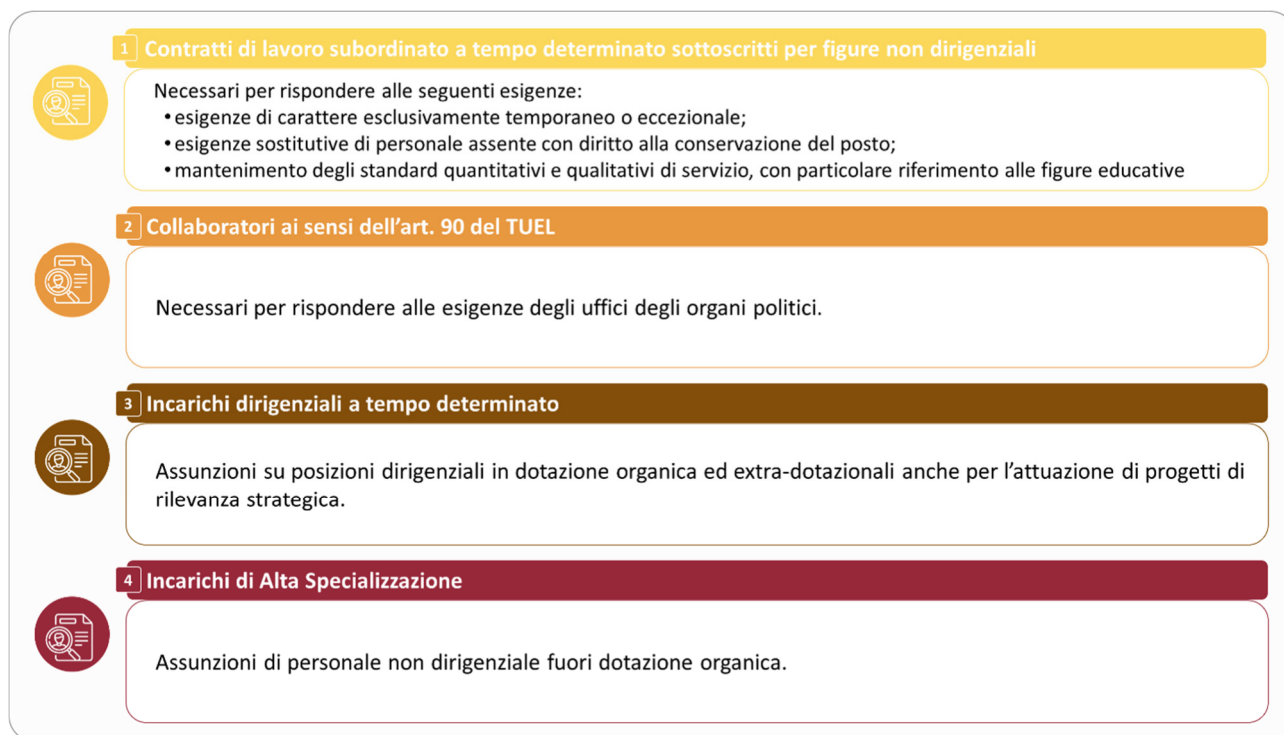 1 Contratti di lavoro subordinato a tempo determinato sottoscritti per figure non dirigenziali
Necessari per rispondere alle seguenti esigenze:
• esigenze di carattere esclusivamente temporaneo o eccezionale;
• esigenze sostitutive di personale assente con diritto alla conservazione del posto;
• mantenimento degli standard quantitativi e qualitativi di servizio, con particolare riferimento alle figure educative
2 Collaboratori ai sensi dell’art. 90 del TUEL
Necessari per rispondere alle esigenze degli uffici degli organi politici.
3 Incarichi dirigenziali a tempo determinato
Assunzioni su posizioni dirigenziali in dotazione organica ed extra-dotazionali anche per l’attuazione di progetti di
rilevanza strategica.
4 Incarichi di Alta Specializzazione
Assunzioni di personale non dirigenziale fuori dotazione organica.